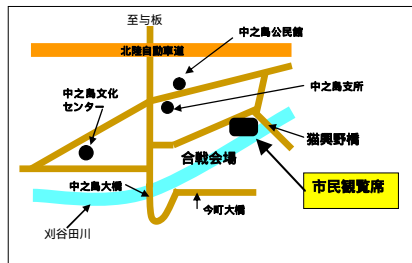 至与板
中之島公民館
北陸自動車道
中之島文化
センター
中之島支所
猫興野橋
合戦会場
市民観覧席
中之島大橋
今町大橋
刈谷田川